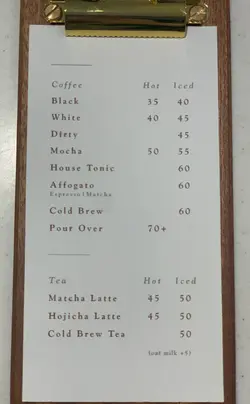 Coffee Hot Iced
Black 35 40
White 40 45
Dirty 45
Mocha 50 55
House Tonic 60
Affogato 60
Espresso | Matcha
Cold Brew 60
Pour Over 70+
Tea Hot Iced
Matcha Latte 45 50
Hojicha Latte 45 50
Cold Brew Tea 50
(oat milk +5)